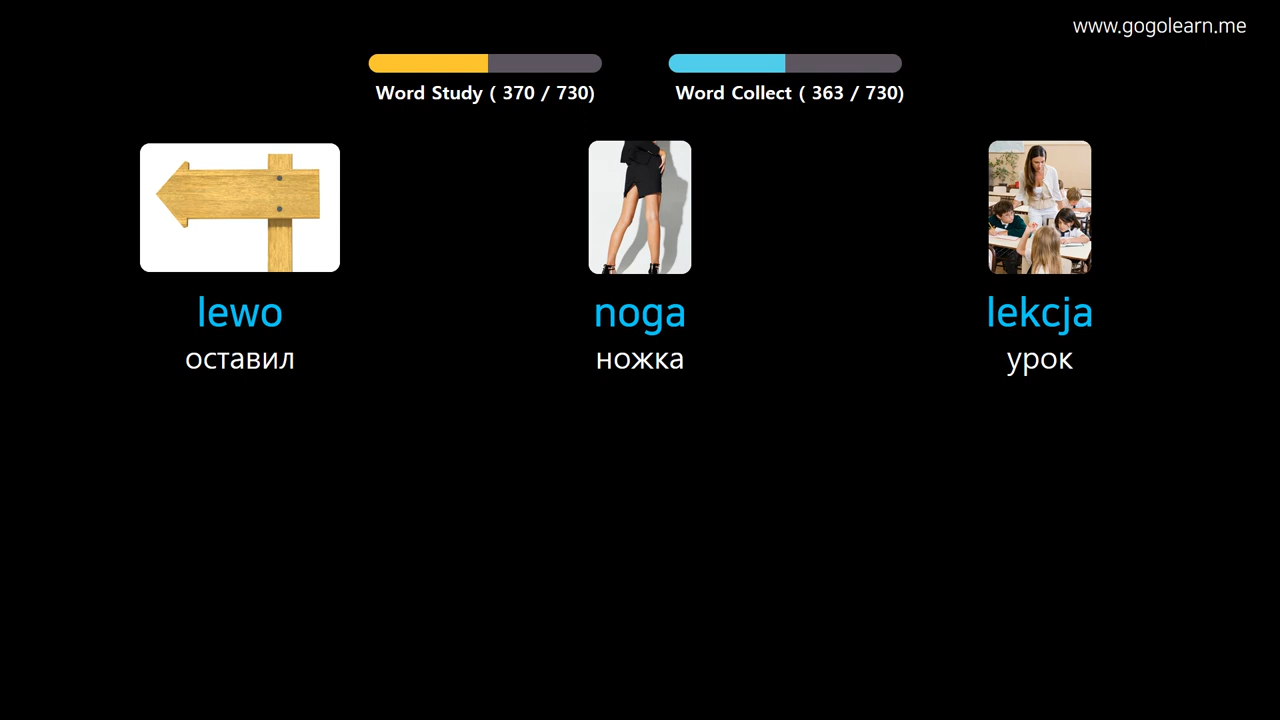 www.gogolearn.me
Word Study ( 370 / 730)
Word Collect ( 363 / 730)
lewo
noga
lekcja
оставил
ножка
урок